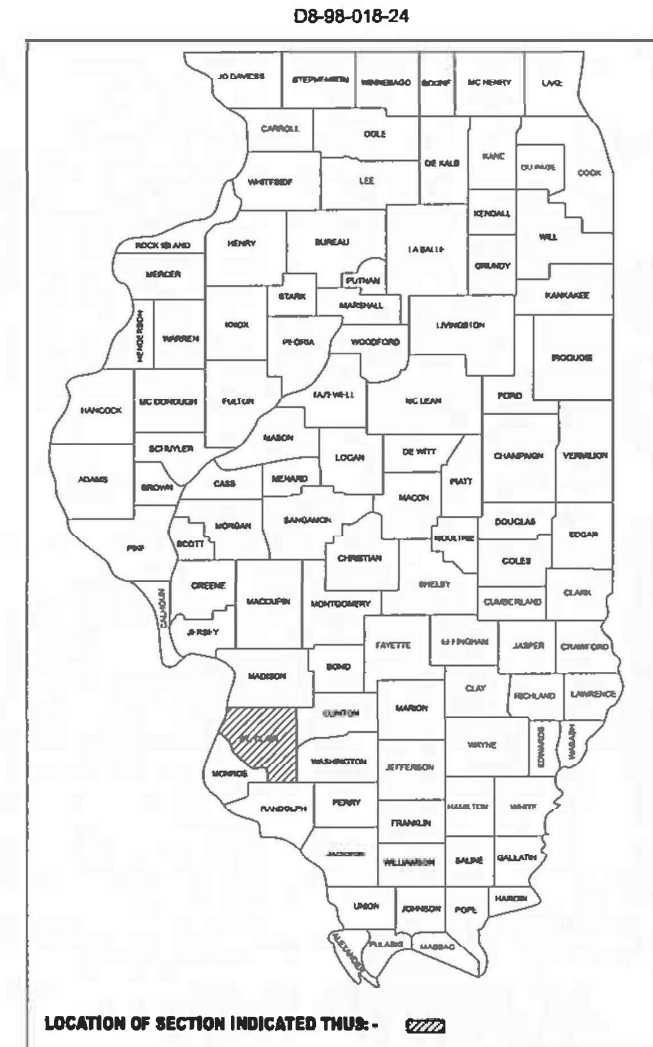 D8-98-018-24
JO DAVIESS STEPHENSON WINNEBAGO BOONE MC HENRY LAKE
CARROLL OGLE DE KALB KANE DU PAGE COOK
WHITESIDE LEE
KENDALL
ROCK ISLAND HENRY BUREAU LA SALLE GRUNDY WILL
MERCER PUTNAM
STARK MARSHALL KANKAKEE
HENDERSON WARREN KNOX PEORIA WOODFORD LIVINGSTON IROQUOIS
HANCOCK MC DONOUGH FULTON TAZEWELL MC LEAN FORD
MASON
SCHUYLER LOGAN DE WITT CHAMPAIGN VERMILION
ADAMS BROWN CASS MENARD MACON PIATT
PIKE SCOTT MORGAN SANGAMON DOUGLAS EDGAR
CHRISTIAN MOULTRIE COLES
CALHOUN GREENE MACOUPIN MONTGOMERY SHELBY CUMBERLAND CLARK
JERSEY
FAYETTE EFFINGHAM JASPER CRAWFORD
MADISON BOND
CLAY RICHLAND LAWRENCE
CLINTON MARION
ST. CLAIR WAYNE EDWARDS WABASH
MONROE WASHINGTON JEFFERSON
RANDOLPH PERRY HAMILTON WHITE
FRANKLIN
JACKSON WILLIAMSON SALINE GALLATIN
UNION JOHNSON POPE HARDIN
ALEXANDER PULASKI MASSAC
LOCATION OF SECTION INDICATED THUS: -